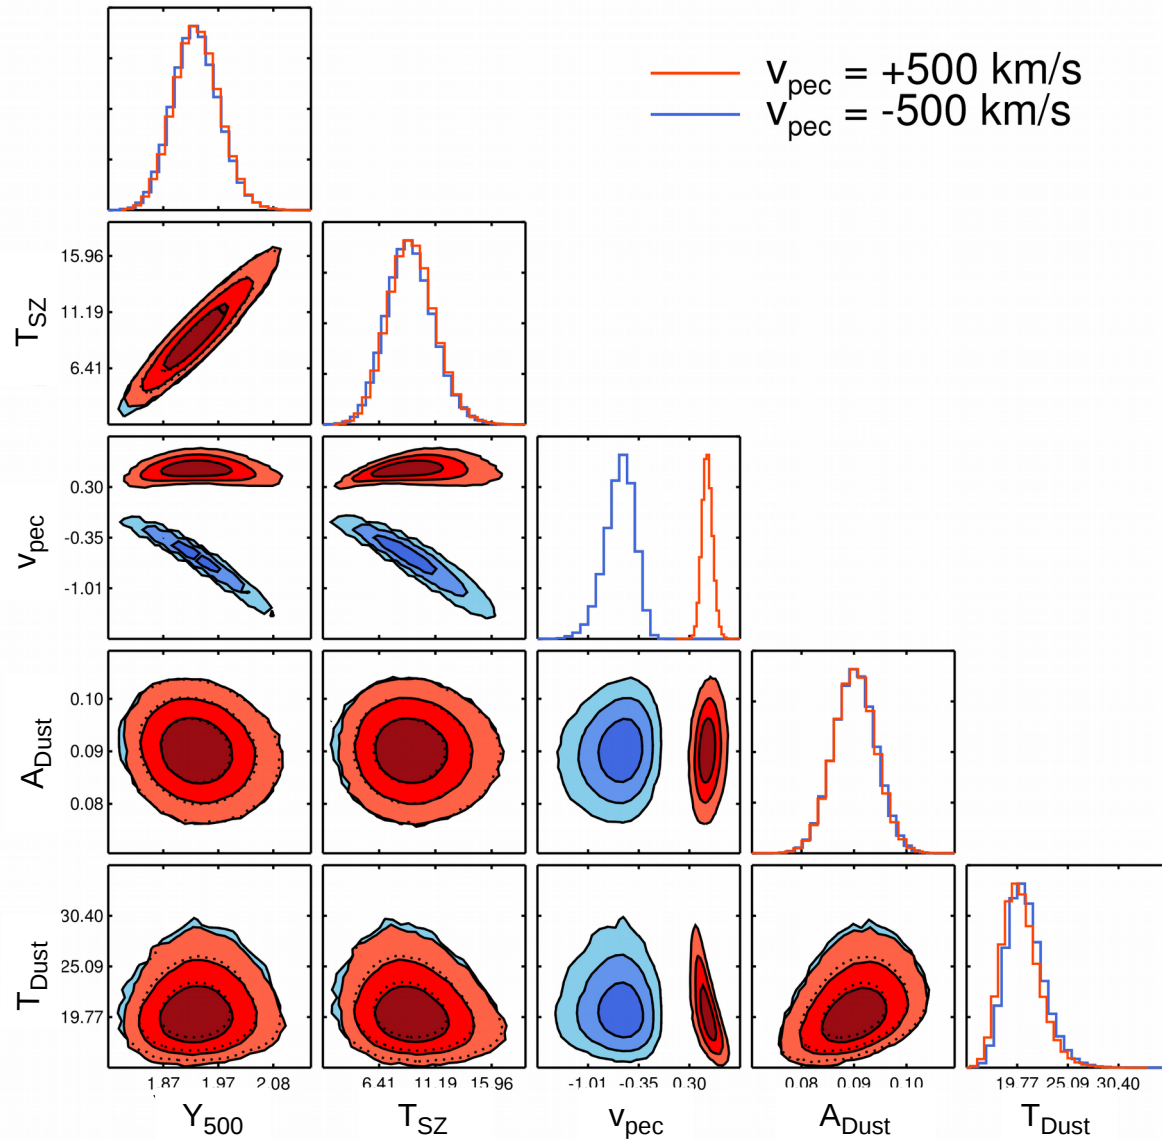 v_pec = +500 km/s
v_pec = -500 km/s
15.96
11.19
6.41
T_SZ
0.30
-0.35
-1.01
v_pec
0.10
0.09
0.08
A_Dust
30.40
25.09
19.77
T_Dust
1.87 1.97 2.08 6.41 11.19 15.96 -1.01 -0.35 0.30 0.08 0.09 0.10 19.77 25.09 30.40
Y_500 T_SZ v_pec A_Dust T_Dust